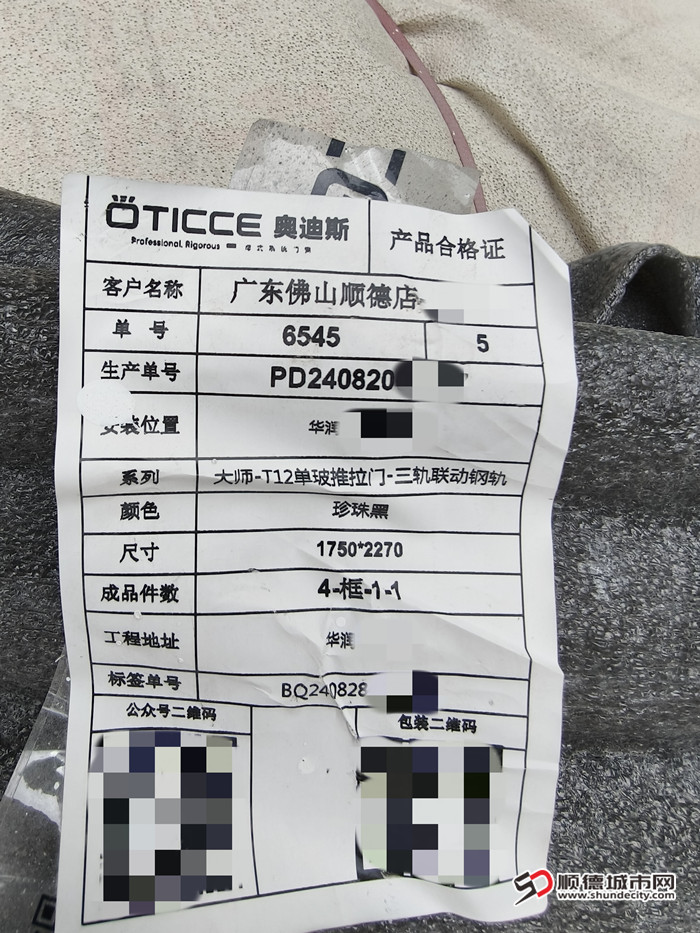 OTICCE 奥迪斯
Professional, Rigorous
产品合格证
客户名称 广东佛山顺德店
单 号 6545 5
生产单号 PD240820
安装位置 华润
系列 大师-T12单玻推拉门-三轨联动钢轨
颜色 珍珠黑
尺寸 1750*2270
成品件数 4-框-1-1
工程地址 华润
标签单号 BQ240828
公众号二维码 包装二维码
顺德城市网
www.shundecity.com